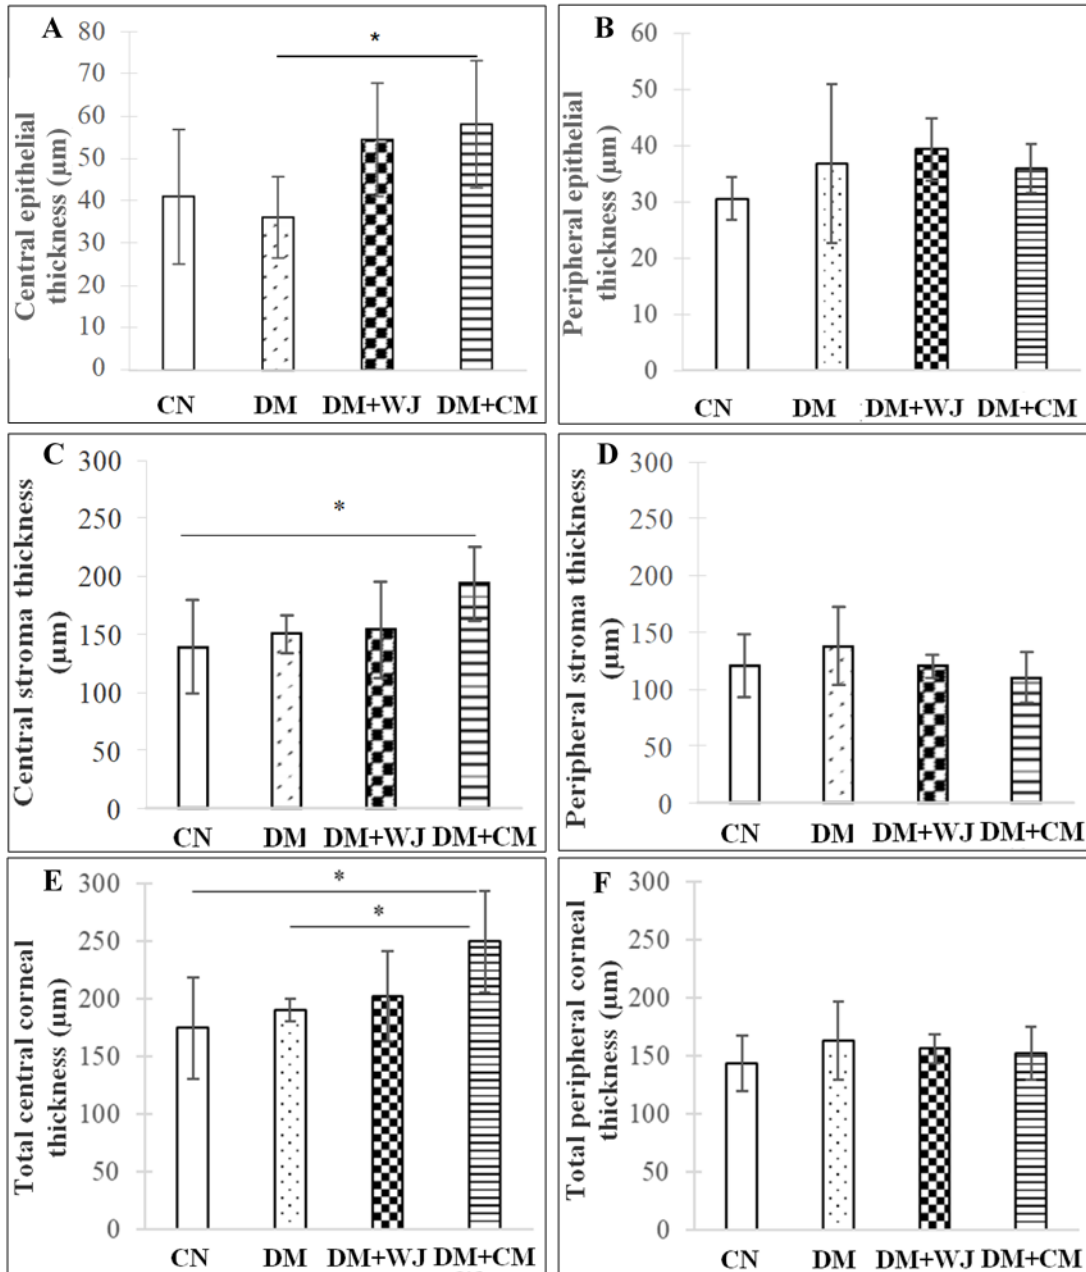 A
*
Central epithelial
thickness (µm)
80
70
60
50
40
30
20
10
0
CN DM DM+WJ DM+CM
B
Peripheral epithelial
thickness (µm)
60
50
40
30
20
10
0
CN DM DM+WJ DM+CM
C
*
Central stroma thickness
(µm)
300
250
200
150
100
50
0
CN DM DM+WJ DM+CM
D
Peripheral stroma thickness
(µm)
300
250
200
150
100
50
0
CN DM DM+WJ DM+CM
E
*
*
Total central corneal
thickness (µm)
300
250
200
150
100
50
0
CN DM DM+WJ DM+CM
F
Total peripheral corneal
thickness (µm)
300
250
200
150
100
50
0
CN DM DM+WJ DM+CM